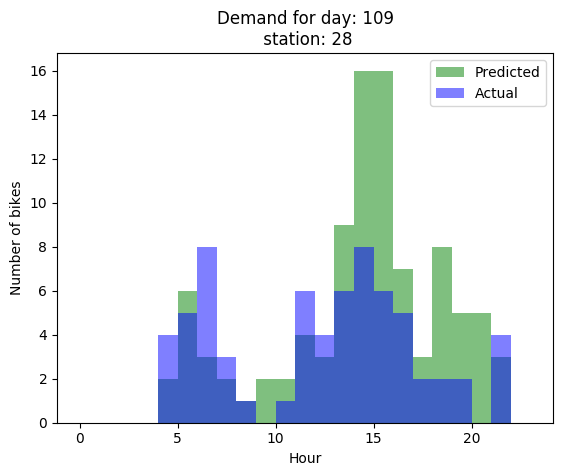 Demand for day: 109
station: 28
16
14
12
10
8
6
4
2
0
Number of bikes
Predicted
Actual
0 5 10 15 20
Hour